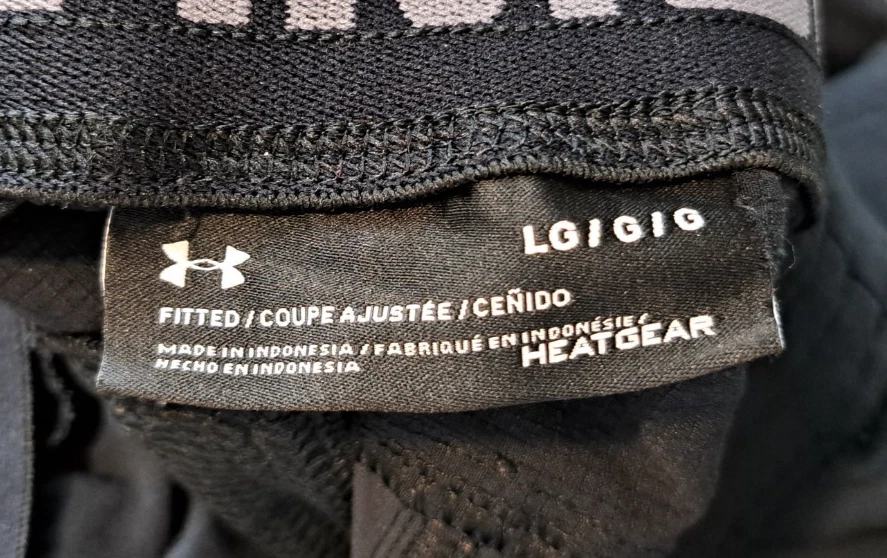 LG / G / G
FITTED / COUPE AJUSTÉE / CEÑIDO
MADE IN INDONESIA / FABRIQUÉ EN INDONÉSIE /
HECHO EN INDONESIA
HEATGEAR